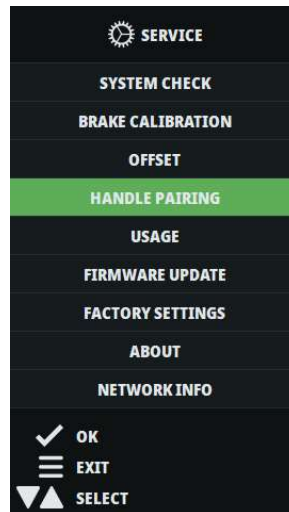 SERVICE
SYSTEM CHECK
BRAKE CALIBRATION
OFFSET
HANDLE PAIRING
USAGE
FIRMWARE UPDATE
FACTORY SETTINGS
ABOUT
NETWORK INFO
OK
EXIT
SELECT